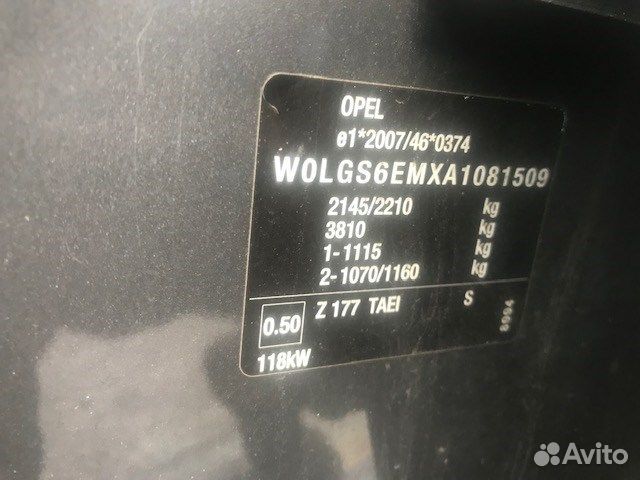 OPEL
e1*2007/46*0374
W0LGS6EMXA1081509
2145/2210 kg
3810 kg
1-1115 kg
2-1070/1160 kg
0.50 Z 177 TAEI S
118kW
Avito